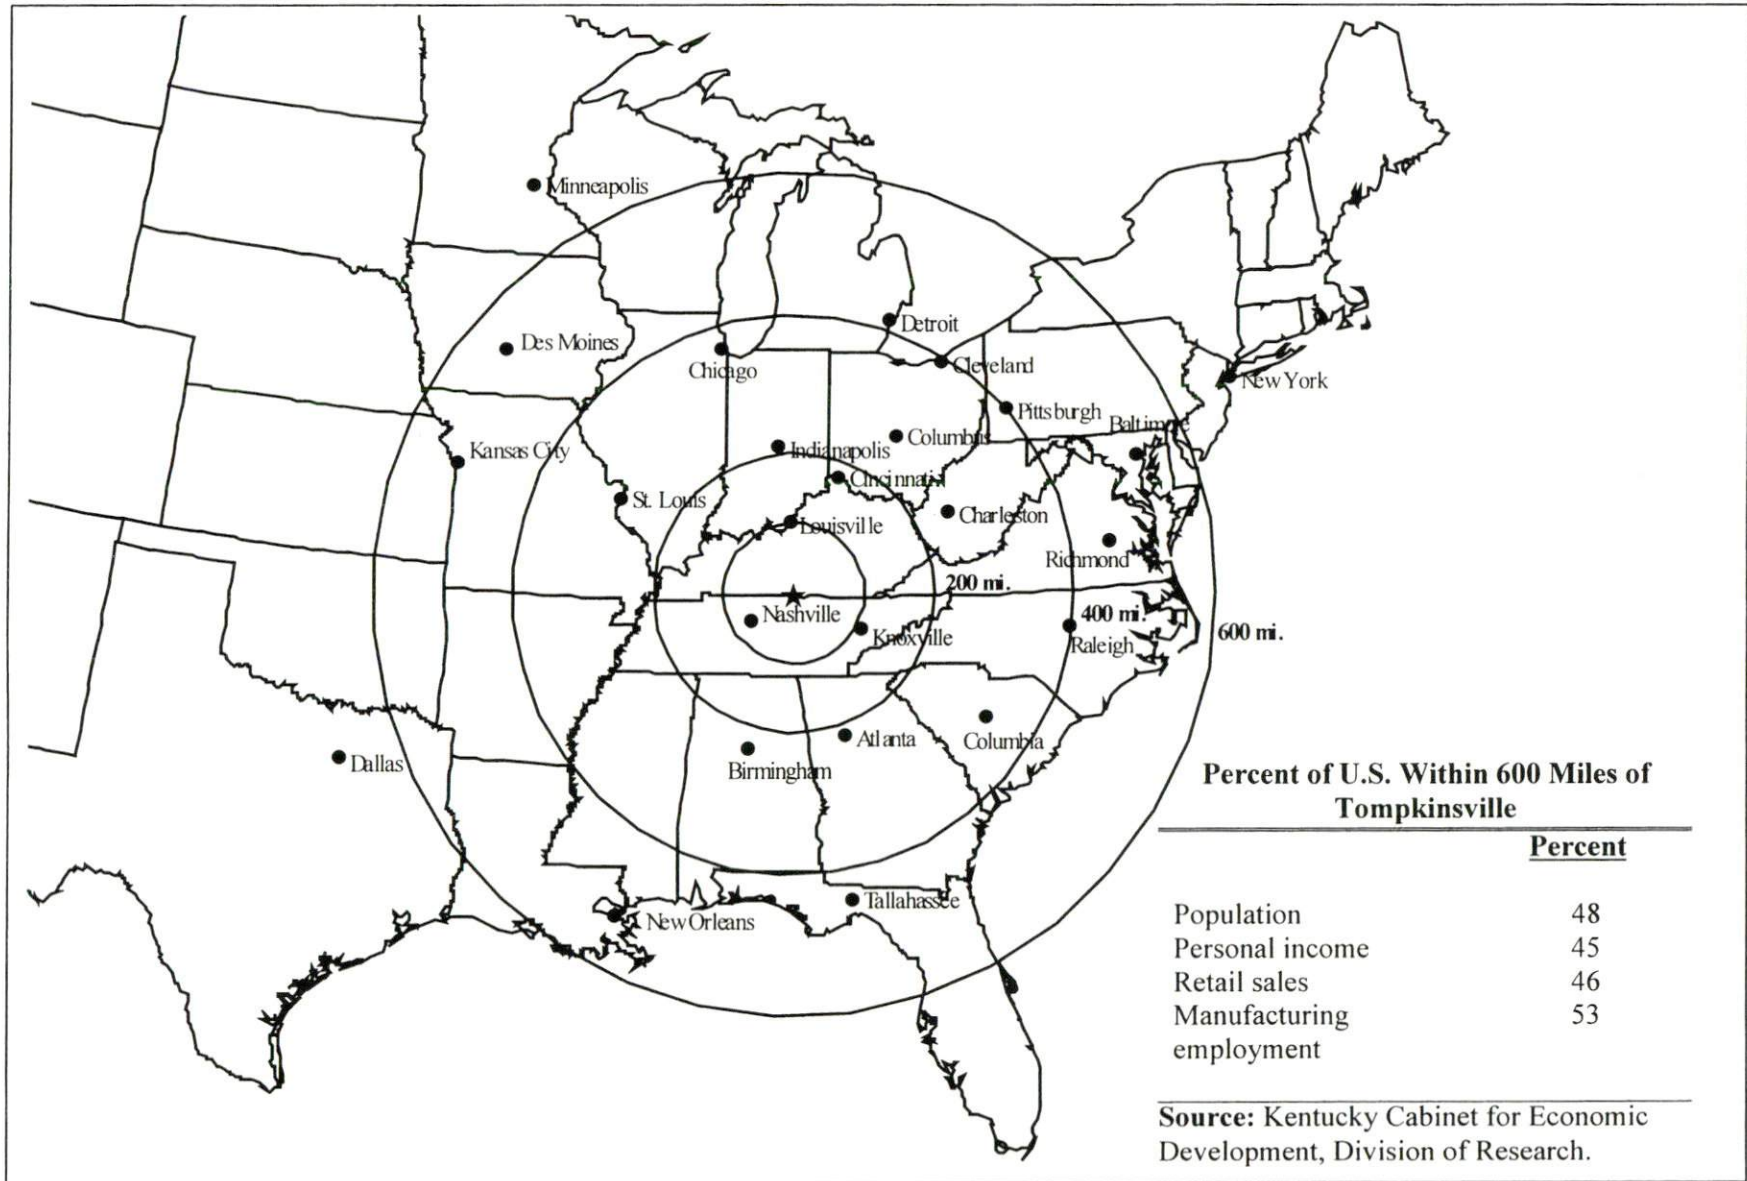 Minneapolis
Detroit
Des Moines
Chicago
Cleveland
New York
Pittsburgh
Baltimore
Columbus
Indianapolis
Kansas City
Cincinnati
St. Louis
Charleston
Louisville
Richmond
200 mi.
Nashville
400 mi.
600 mi.
Knoxville
Raleigh
Atlanta
Columbia
Dallas
Birmingham
Tallahassee
New Orleans
Percent of U.S. Within 600 Miles of
Tompkinsville
Percent
Population 48
Personal income 45
Retail sales 46
Manufacturing 53
employment
Source: Kentucky Cabinet for Economic
Development, Division of Research.